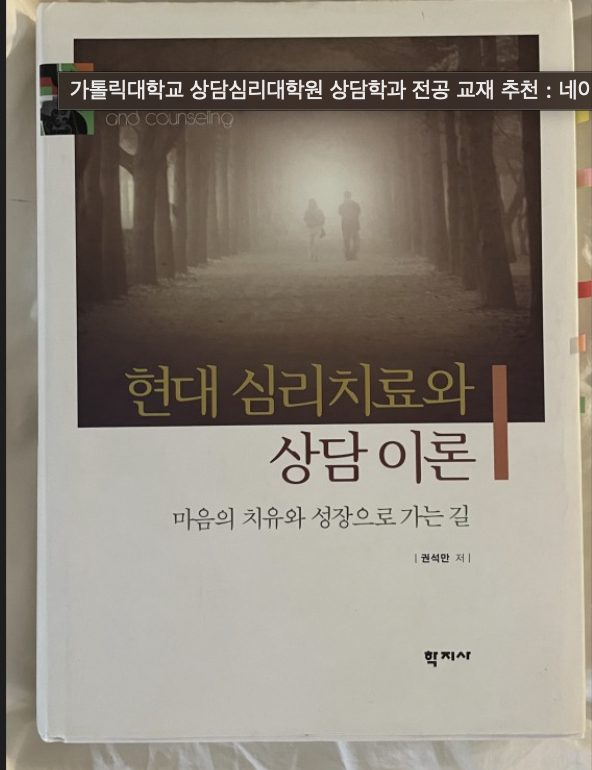 가톨릭대학교 상담심리대학원 상담학과 전공 교재 추천 : 네이
and counseling
현대 심리치료와
상담 이론
마음의 치유와 성장으로 가는 길
| 권석만 저 |
학지사